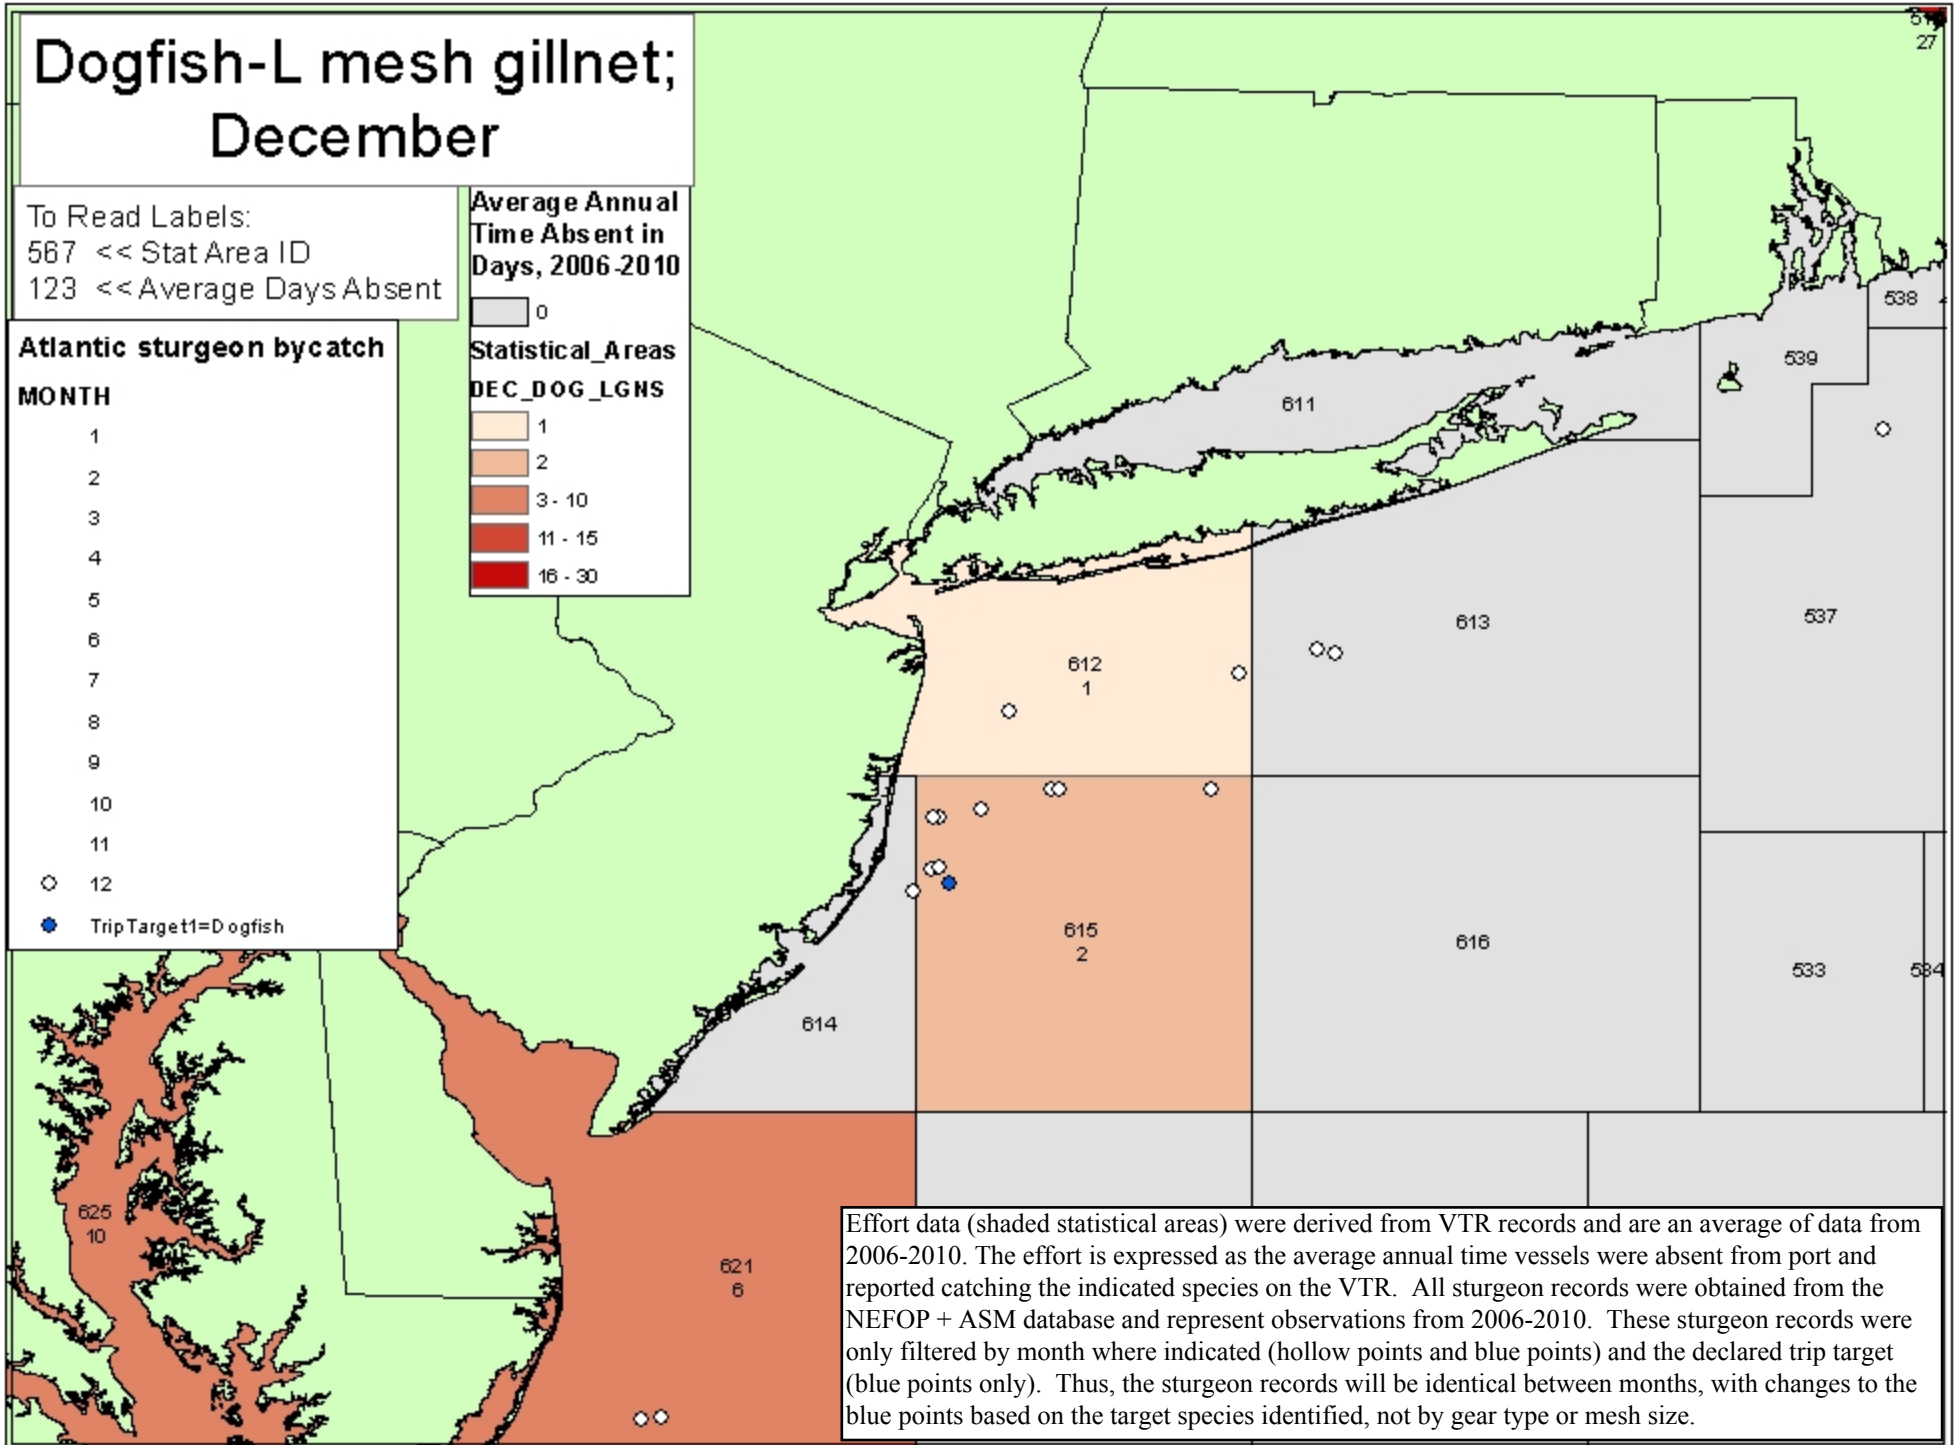 Dogfish-L mesh gillnet;
December
To Read Labels:
567 << Stat Area ID
123 << Average Days Absent
Average Annual
Time Absent in
Days, 2006-2010
0
Statistical_Areas
DEC_DOG_LGNS
1
2
3 - 10
11 - 15
16 - 30
Atlantic sturgeon bycatch
MONTH
1
2
3
4
5
6
7
8
9
10
11
12
TripTarget1=Dogfish
27
538
539
611
537
613
612
1
615
2
616
533
534
614
625
10
621
6
Effort data (shaded statistical areas) were derived from VTR records and are an average of data from
2006-2010. The effort is expressed as the average annual time vessels were absent from port and
reported catching the indicated species on the VTR.  All sturgeon records were obtained from the
NEFOP + ASM database and represent observations from 2006-2010.  These sturgeon records were
only filtered by month where indicated (hollow points and blue points) and the declared trip target
(blue points only).  Thus, the sturgeon records will be identical between months, with changes to the
blue points based on the target species identified, not by gear type or mesh size.